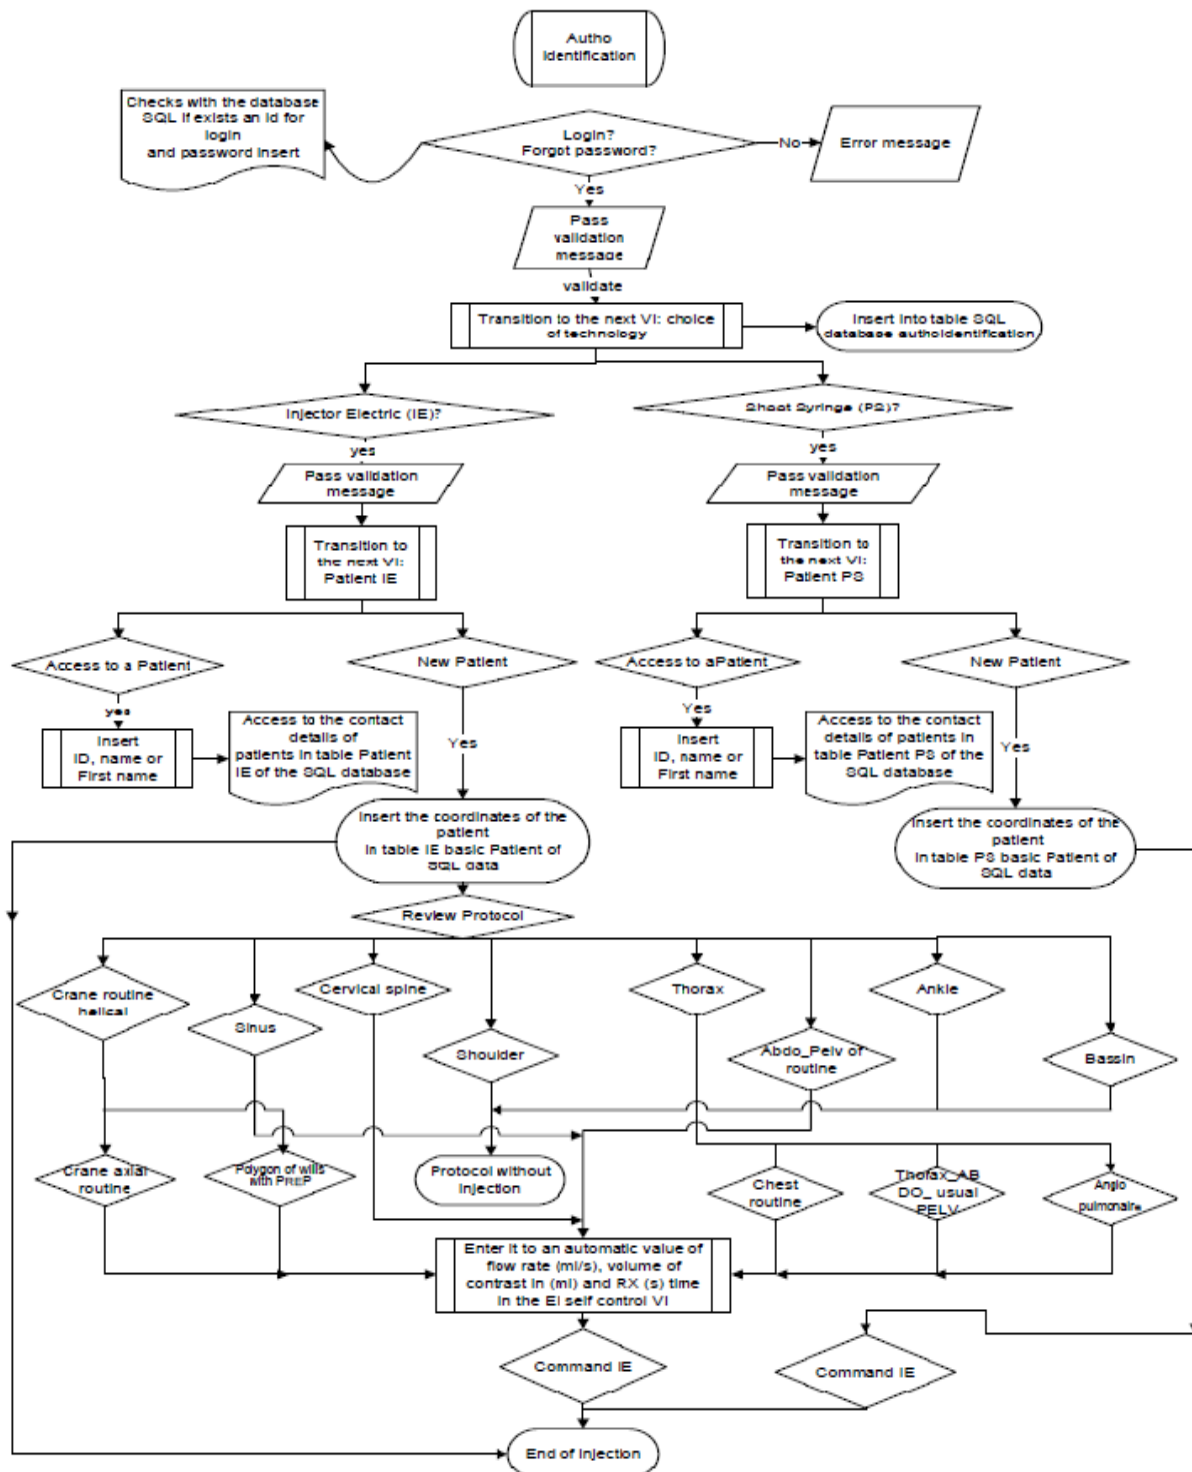 Autho
Identification
Checks with the database
SQL if exists an Id for
login
and password insert
Login?
Forgot password?
No
Error message
Yes
Pass
validation
message
validate
Transition to the next VI: choice
of technology
Insert into table SQL
database authoidentification
Injector Electric (IE)?
Shoot Syringe (PS)?
yes
yes
Pass validation
message
Pass validation
message
Transition to
the next VI:
Patient IE
Transition to
the next VI:
Patient PS
Access to a Patient
New Patient
Access to aPatient
New Patient
yes
Yes
Yes
Yes
Insert
ID, name or
First name
Access to the contact
details of
patients in table Patient
IE of the SQL database
Insert
ID, name or
First name
Access to the contact
details of patients in
table Patient PS of the
SQL database
Insert the coordinates of the
patient
in table IE basic Patient of
SQL data
Insert the coordinates of the
patient
in table PS basic Patient of
SQL data
Review Protocol
Crane routine
helical
Sinus
Cervical spine
Shoulder
Thorax
Abdo_Pelv of
routine
Ankle
Bassin
Crane axial
routine
Polygon of wills
with PREP
Protocol without
injection
Chest
routine
Thorax_AB
DO_ usual
PELV
Angio
pulmonaire
Enter it to an automatic value of
flow rate (ml/s), volume of
contrast in (ml) and RX (s) time
in the EI self control VI
Command IE
Command IE
End of Injection